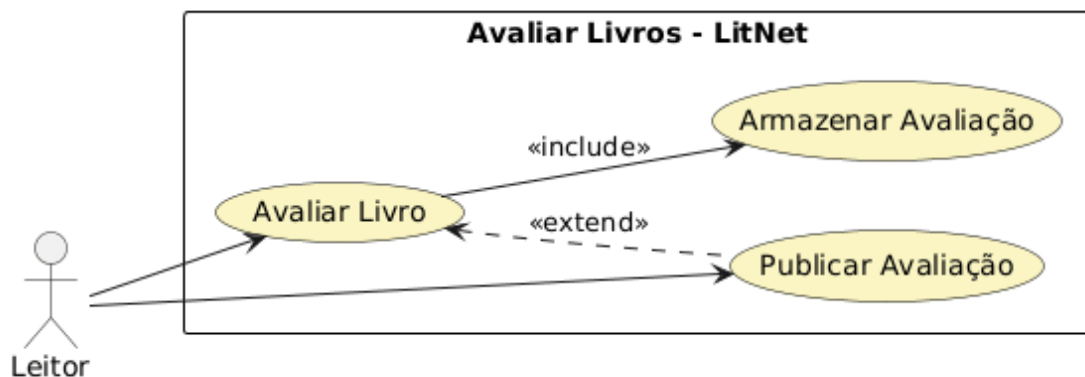 Avaliar Livros - LitNet
Armazenar Avaliação
«include»
Avaliar Livro
«extend»
Publicar Avaliação
Leitor